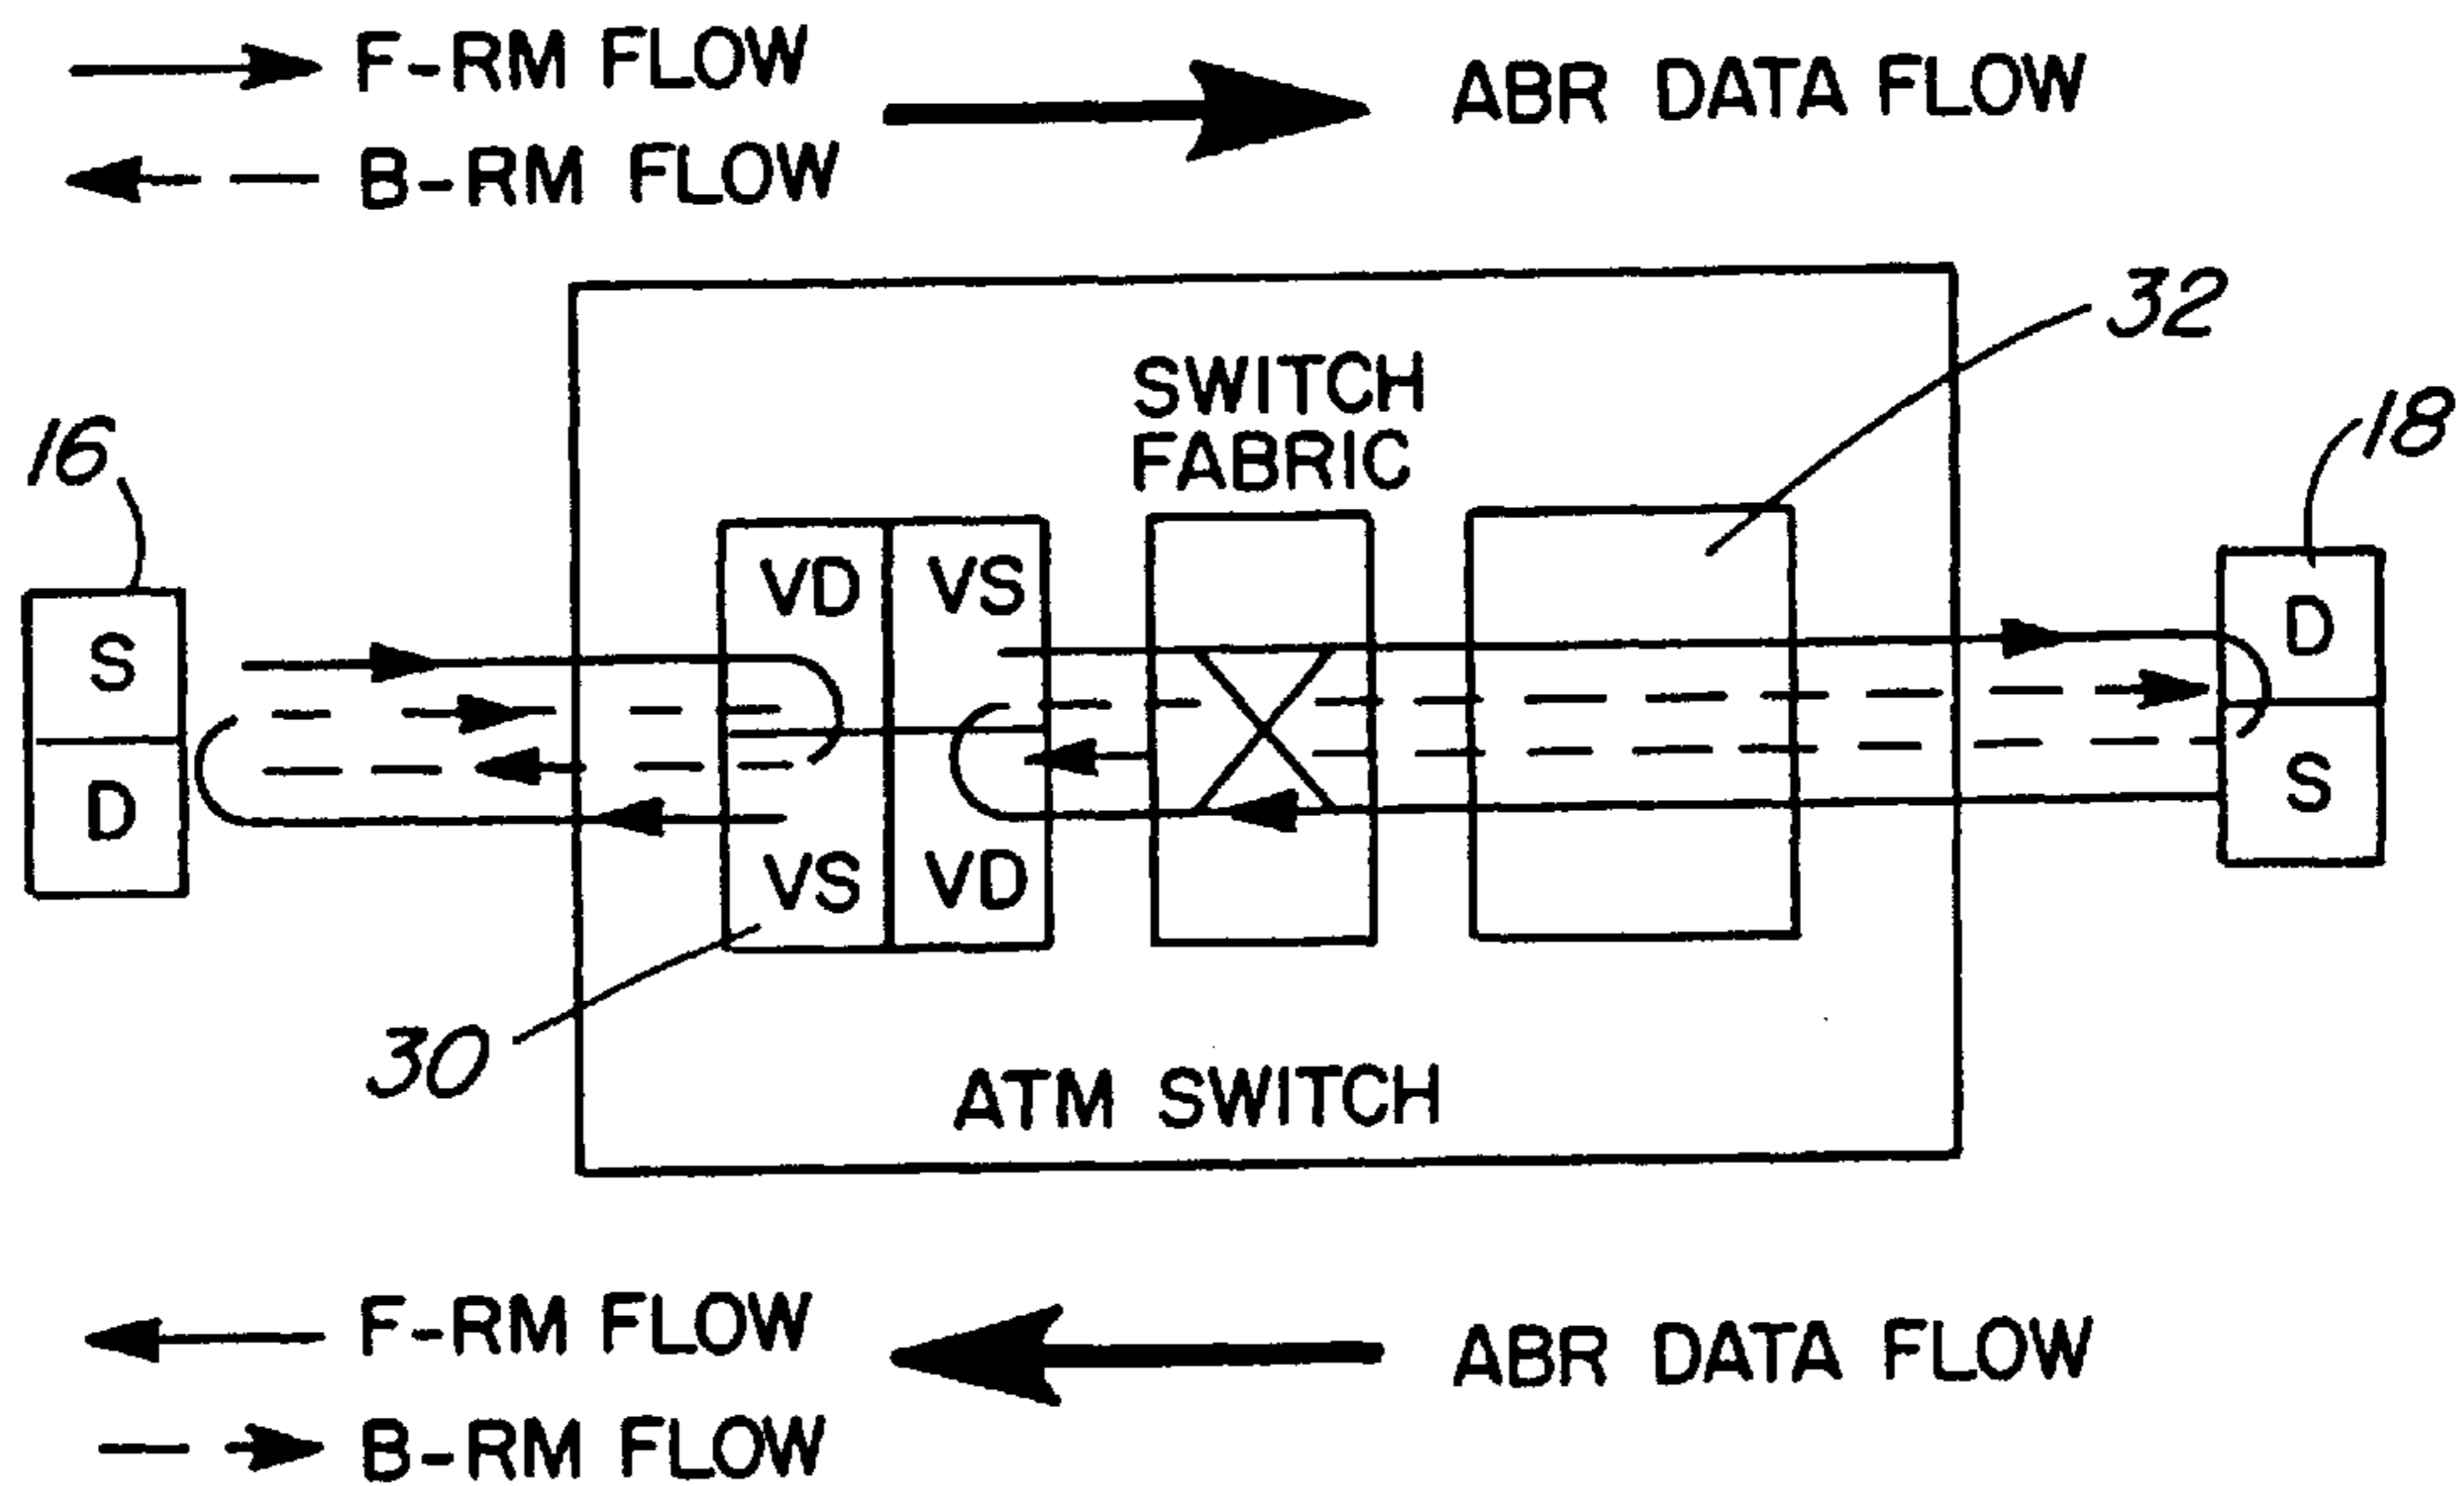 F-RM FLOW
ABR DATA FLOW
B-RM FLOW
32
SWITCH
FABRIC
16
18
VD VS
S
D
D
S
VS VD
30
ATM SWITCH
F-RM FLOW
ABR DATA FLOW
B-RM FLOW